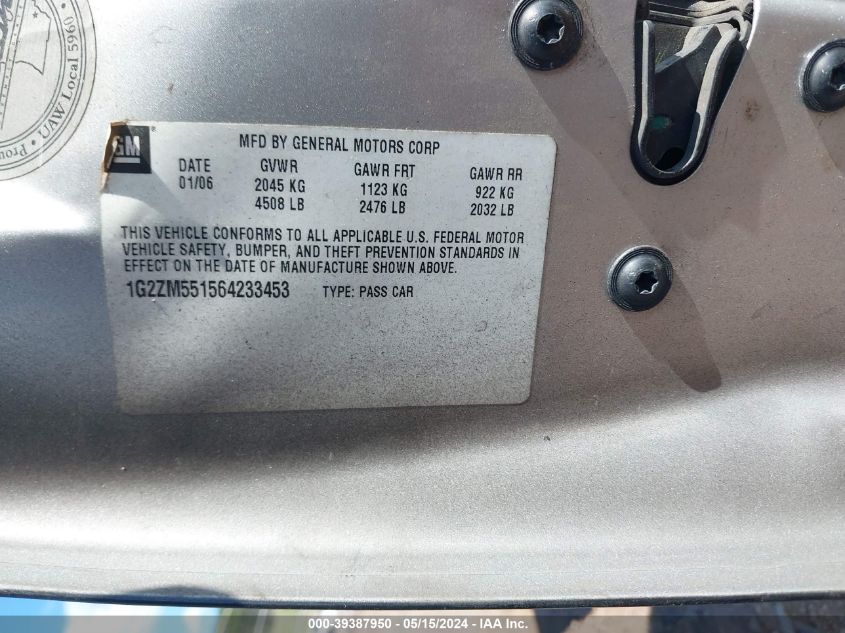 Prou
UAW Local 5960
GM
MFD BY GENERAL MOTORS CORP
DATE GVWR GAWR FRT GAWR RR
01/06 2045 KG 1123 KG 922 KG
4508 LB 2476 LB 2032 LB
THIS VEHICLE CONFORMS TO ALL APPLICABLE U.S. FEDERAL MOTOR
VEHICLE SAFETY, BUMPER, AND THEFT PREVENTION STANDARDS IN
EFFECT ON THE DATE OF MANUFACTURE SHOWN ABOVE.
1G2ZM551564233453 TYPE: PASS CAR
000-39387950 - 05/15/2024 - IAA Inc.